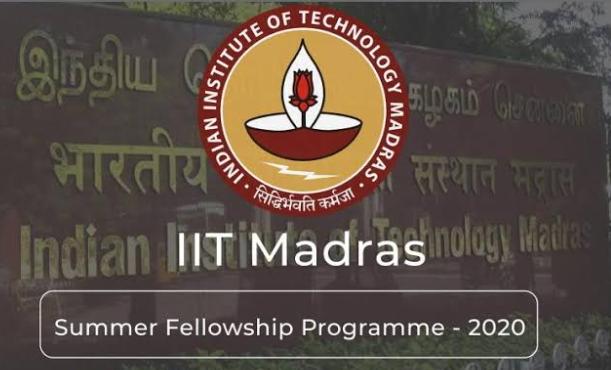 இந்திய
கழகம் சென்னை
INDIAN INSTITUTE OF TECHNOLOGY MADRAS
सिद्धिर्भवति कर्मजा
भारतीय
संस्थान मद्रास
Indian Institute of Technology Madras
IIT Madras
Summer Fellowship Programme - 2020